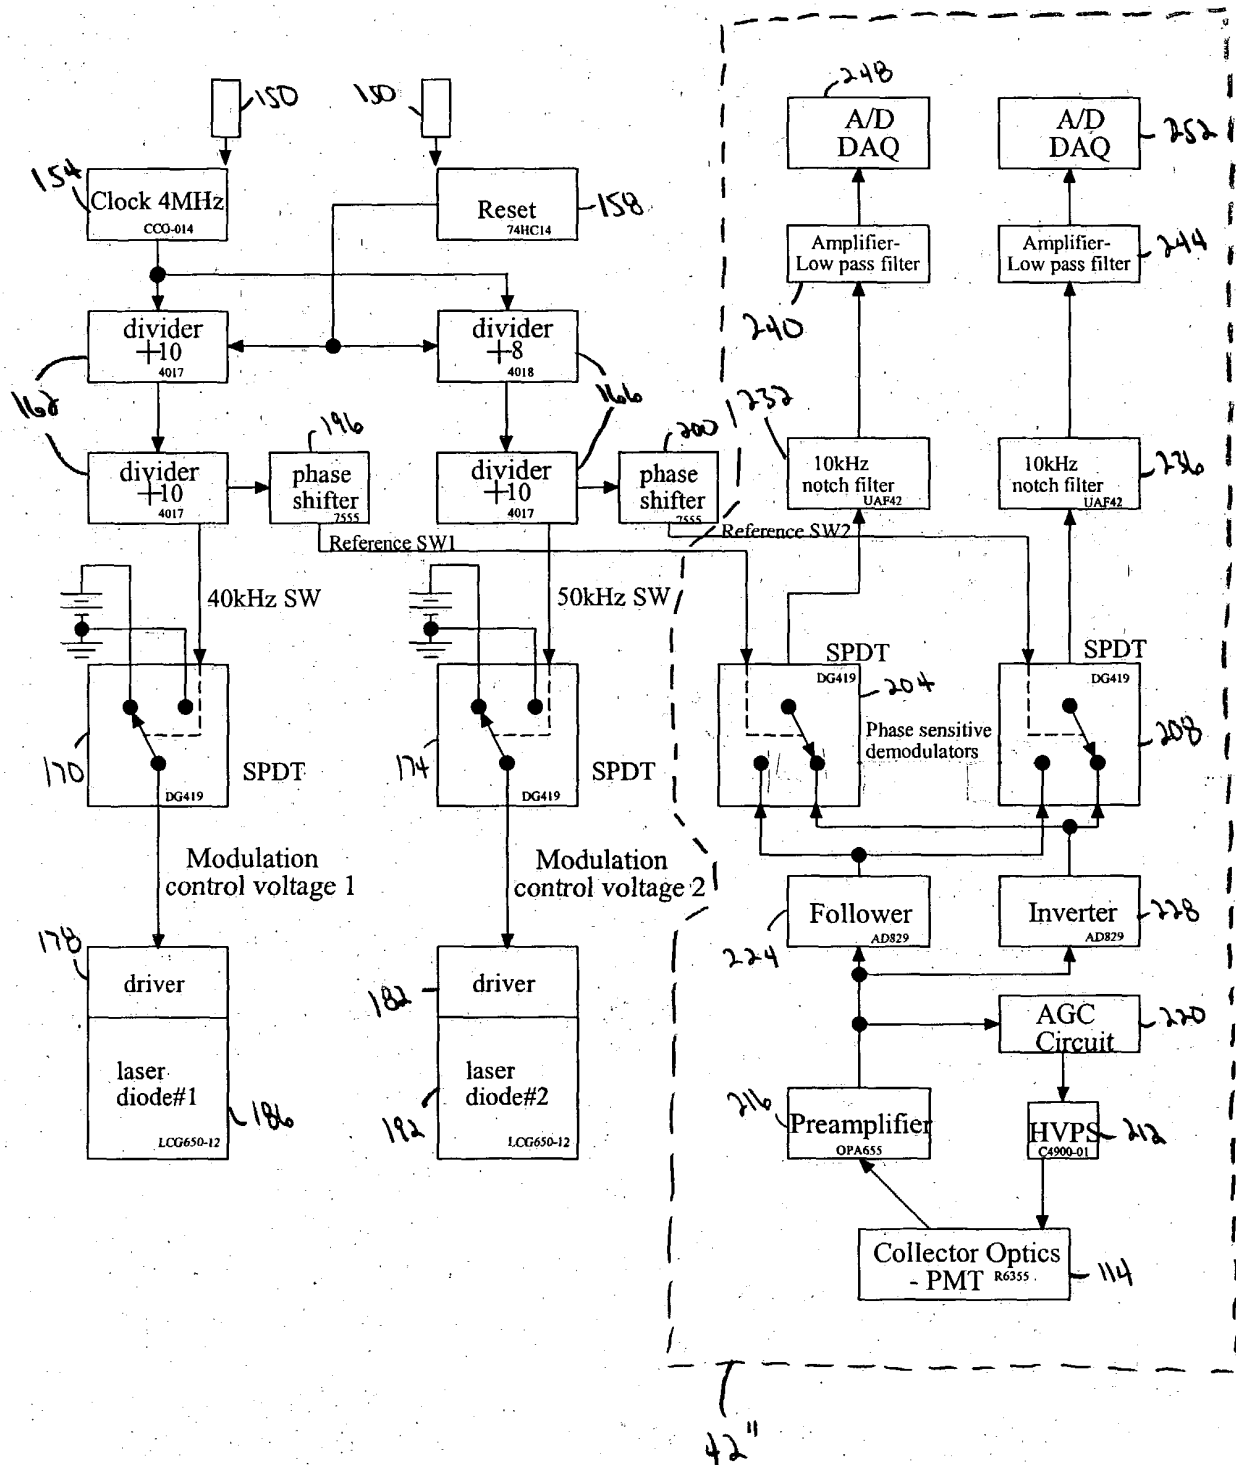 150
150
154
Clock 4MHz
CCO-014
Reset
74HC14
158
divider
÷10
4017
divider
÷8
4018
162
166
divider
÷10
4017
196
phase
shifter
7555
divider
÷10
4017
200
phase
shifter
7555
Reference SW1
Reference SW2
40kHz SW
50kHz SW
170
SPDT
DG419
174
SPDT
DG419
Modulation
control voltage 1
Modulation
control voltage 2
178
driver
182
driver
laser
diode#1
LCG650-12
186
laser
diode#2
LCG650-12
192
248
A/D
DAQ
A/D
DAQ
252
Amplifier-
Low pass filter
240
Amplifier-
Low pass filter
244
232
10kHz
notch filter
UAF42
10kHz
notch filter
UAF42
236
SPDT
DG419
204
Phase sensitive
demodulators
SPDT
DG419
208
Follower
AD829
224
Inverter
AD829
228
AGC
Circuit
220
216
Preamplifier
OPA655
HVPS
C4900-01
212
Collector Optics
- PMT R6355
114
42"